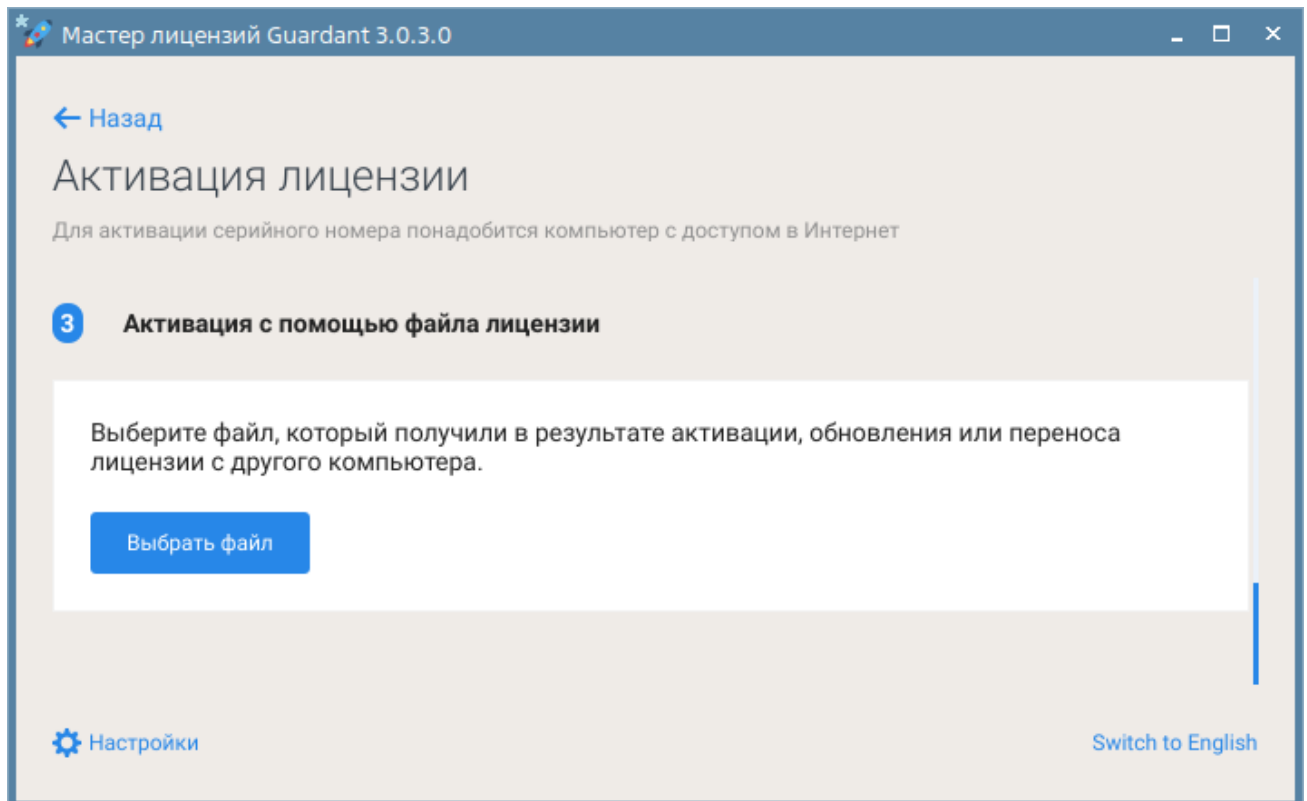 Мастер лицензий Guardant 3.0.3.0
Назад
Активация лицензии
Для активации серийного номера понадобится компьютер с доступом в Интернет
3 Активация с помощью файла лицензии
Выберите файл, который получили в результате активации, обновления или переноса
лицензии с другого компьютера.
Выбрать файл
Настройки Switch to English